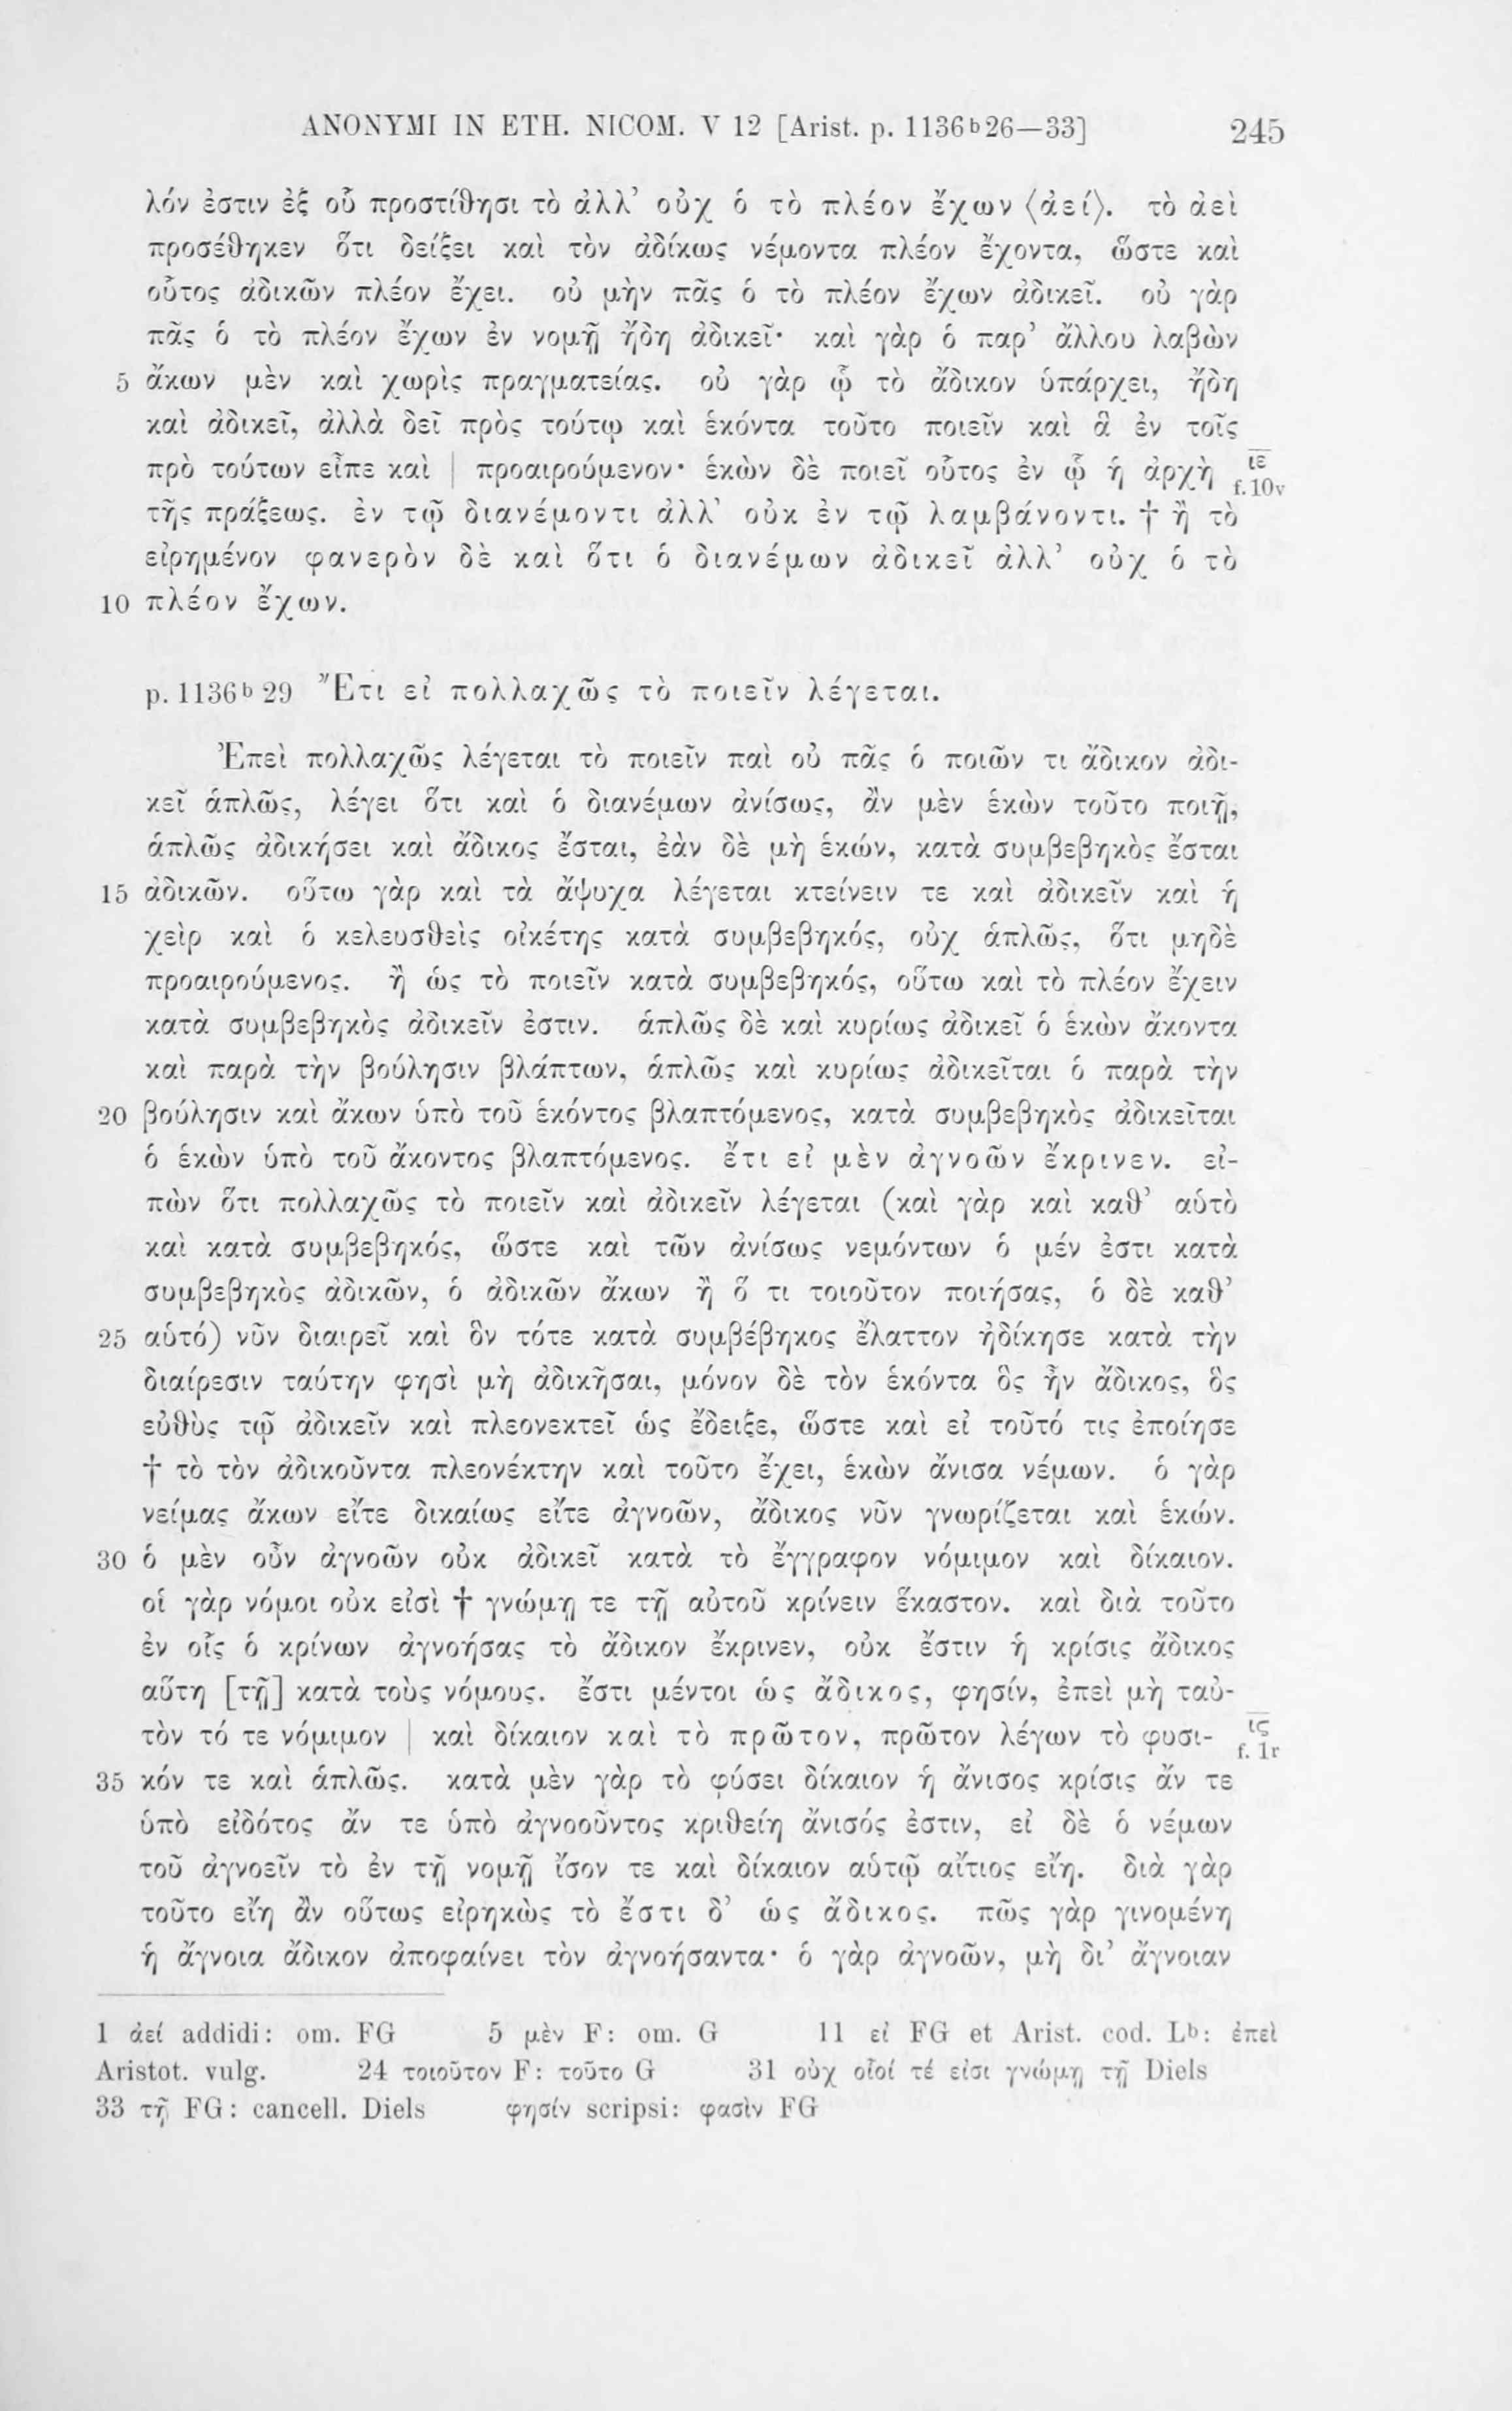 ANONYMI IN ETH. NICOM. V 12 [Arist. p. 1136 b 26—33] 245
λόν ἐστιν ἐξ οὗ προστίθησι τὸ ἀλλ' οὐχ ὁ τὸ πλέον ἔχων ⟨ἀεί⟩. τὸ ἀεὶ
προσέθηκεν ὅτι δείξει καὶ τὸν ἀδίκως νέμοντα πλέον ἔχοντα, ὥστε καὶ
οὗτος ἀδικῶν πλέον ἔχει. οὐ μὴν πᾶς ὁ τὸ πλέον ἔχων ἀδικεῖ. οὐ γὰρ
πᾶς ὁ τὸ πλέον ἔχων ἐν νομῇ ἤδη ἀδικεῖ· καὶ γὰρ ὁ παρ' ἄλλου λαβὼν
5 ἄκων μὲν καὶ χωρὶς πραγματείας. οὐ γὰρ ᾧ τὸ ἄδικον ὑπάρχει, ἤδη
καὶ ἀδικεῖ, ἀλλὰ δεῖ πρὸς τούτῳ καὶ ἑκόντα τοῦτο ποιεῖν καὶ ἃ ἐν τοῖς
πρὸ τούτων εἶπε καὶ | προαιρούμενον· ἑκὼν δὲ ποιεῖ οὗτος ἐν ᾧ ἡ ἀρχὴ ιε f. 10v
τῆς πράξεως. ἐν τῷ διανέμοντι ἀλλ' οὐκ ἐν τῷ λαμβάνοντι. † ἢ τὸ
εἰρημένον φανερὸν δὲ καὶ ὅτι ὁ διανέμων ἀδικεῖ ἀλλ' οὐχ ὁ τὸ
10 πλέον ἔχων.
p. 1136 b 29 Ἔτι εἰ πολλαχῶς τὸ ποιεῖν λέγεται.
Ἐπεὶ πολλαχῶς λέγεται τὸ ποιεῖν παὶ οὐ πᾶς ὁ ποιῶν τι ἄδικον ἀδι-
κεῖ ἁπλῶς, λέγει ὅτι καὶ ὁ διανέμων ἀνίσως, ἂν μὲν ἑκὼν τοῦτο ποιῇ,
ἁπλῶς ἀδικήσει καὶ ἄδικος ἔσται, ἐὰν δὲ μὴ ἑκών, κατὰ συμβεβηκὸς ἔσται
15 ἀδικῶν. οὕτω γὰρ καὶ τὰ ἄψυχα λέγεται κτείνειν τε καὶ ἀδικεῖν καὶ ἡ
χεὶρ καὶ ὁ κελευσθεὶς οἰκέτης κατὰ συμβεβηκός, οὐχ ἁπλῶς, ὅτι μηδὲ
προαιρούμενος. ἢ ὡς τὸ ποιεῖν κατὰ συμβεβηκός, οὕτω καὶ τὸ πλέον ἔχειν
κατὰ συμβεβηκὸς ἀδικεῖν ἐστιν. ἁπλῶς δὲ καὶ κυρίως ἀδικεῖ ὁ ἑκὼν ἄκοντα
καὶ παρὰ τὴν βούλησιν βλάπτων, ἁπλῶς καὶ κυρίως ἀδικεῖται ὁ παρὰ τὴν
20 βούλησιν καὶ ἄκων ὑπὸ τοῦ ἑκόντος βλαπτόμενος, κατὰ συμβεβηκὸς ἀδικεῖται
ὁ ἑκὼν ὑπὸ τοῦ ἄκοντος βλαπτόμενος. ἔτι εἰ μὲν ἀγνοῶν ἔκρινεν. εἰ-
πὼν ὅτι πολλαχῶς τὸ ποιεῖν καὶ ἀδικεῖν λέγεται (καὶ γὰρ καὶ καθ' αὑτὸ
καὶ κατὰ συμβεβηκός, ὥστε καὶ τῶν ἀνίσως νεμόντων ὁ μέν ἐστι κατὰ
συμβεβηκὸς ἀδικῶν, ὁ ἀδικῶν ἄκων ἢ ὅ τι τοιοῦτον ποιήσας, ὁ δὲ καθ'
25 αὑτό) νῦν διαιρεῖ καὶ ὃν τότε κατὰ συμβέβηκος ἔλαττον ἠδίκησε κατὰ τὴν
διαίρεσιν ταύτην φησὶ μὴ ἀδικῆσαι, μόνον δὲ τὸν ἑκόντα ὃς ἦν ἄδικος, ὃς
εὐθὺς τῷ ἀδικεῖν καὶ πλεονεκτεῖ ὡς ἔδειξε, ὥστε καὶ εἰ τοῦτό τις ἐποίησε
† τὸ τὸν ἀδικοῦντα πλεονέκτην καὶ τοῦτο ἔχει, ἑκὼν ἄνισα νέμων. ὁ γὰρ
νείμας ἄκων εἴτε δικαίως εἴτε ἀγνοῶν, ἄδικος νῦν γνωρίζεται καὶ ἑκών.
30 ὁ μὲν οὖν ἀγνοῶν οὐκ ἀδικεῖ κατὰ τὸ ἔγγραφον νόμιμον καὶ δίκαιον.
οἱ γὰρ νόμοι οὐκ εἰσὶ † γνώμῃ τε τῇ αὐτοῦ κρίνειν ἕκαστον. καὶ διὰ τοῦτο
ἐν οἷς ὁ κρίνων ἀγνοήσας τὸ ἄδικον ἔκρινεν, οὐκ ἔστιν ἡ κρίσις ἄδικος
αὕτη [τῇ] κατὰ τοὺς νόμους. ἔστι μέντοι ὡς ἄδικος, φησίν, ἐπεὶ μὴ ταὐ-
τὸν τό τε νόμιμον | καὶ δίκαιον καὶ τὸ πρῶτον, πρῶτον λέγων τὸ φυσι- ις f. 1r
35 κόν τε καὶ ἁπλῶς. κατὰ μὲν γὰρ τὸ φύσει δίκαιον ἡ ἄνισος κρίσις ἄν τε
ὑπὸ εἰδότος ἄν τε ὑπὸ ἀγνοοῦντος κριθείη ἄνισός ἐστιν, εἰ δὲ ὁ νέμων
τοῦ ἀγνοεῖν τὸ ἐν τῇ νομῇ ἴσον τε καὶ δίκαιον αὑτῷ αἴτιος εἴη. διὰ γὰρ
τοῦτο εἴη ἂν οὕτως εἰρηκὼς τὸ ἔστι δ' ὡς ἄδικος. πῶς γὰρ γινομένη
ἡ ἄγνοια ἄδικον ἀποφαίνει τὸν ἀγνοήσαντα· ὁ γὰρ ἀγνοῶν, μὴ δι' ἄγνοιαν
1 ἀεί addidi: om. FG 5 μὲν F: om. G 11 εἰ FG et Arist. cod. Lb: ἐπεὶ
Aristot. vulg. 24 τοιοῦτον F: τοῦτο G 31 οὐχ οἷοί τέ εἰσι γνώμῃ τῇ Diels
33 τῇ FG: cancell. Diels φησίν scripsi: φασὶν FG